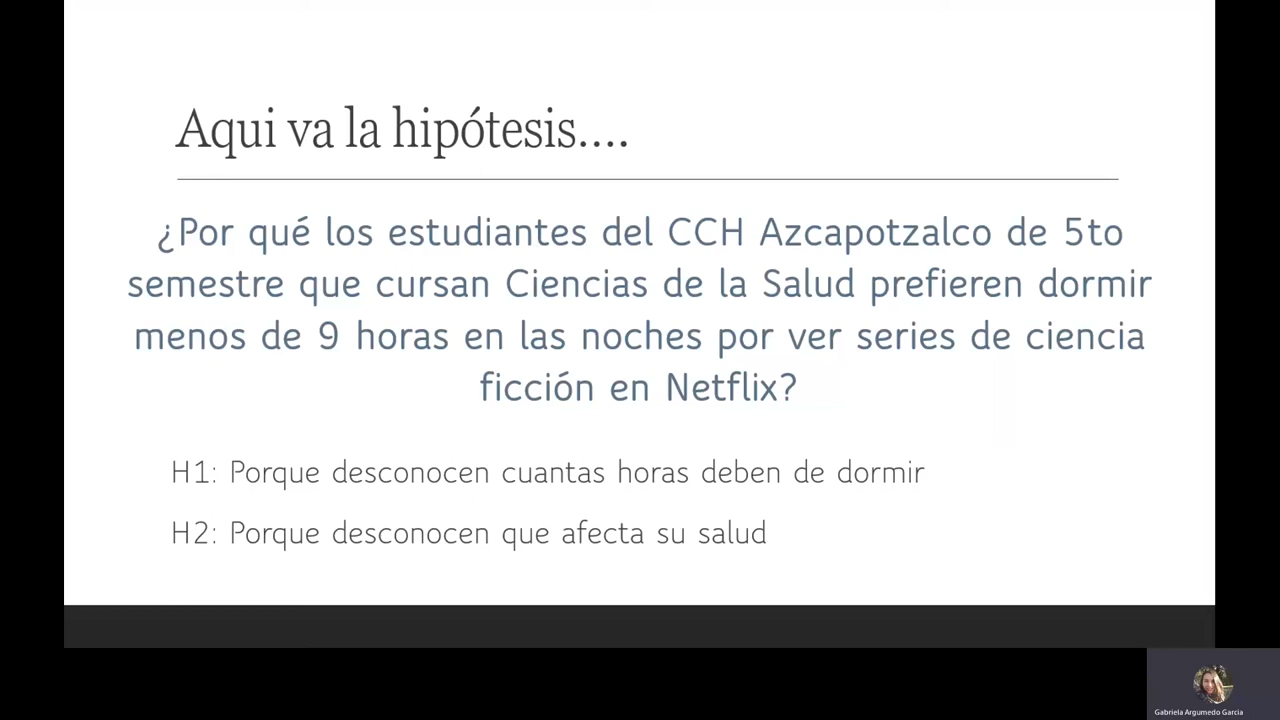 Aqui va la hipótesis....
¿Por qué los estudiantes del CCH Azcapotzalco de 5to
semestre que cursan Ciencias de la Salud prefieren dormir
menos de 9 horas en las noches por ver series de ciencia
ficción en Netflix?
H1: Porque desconocen cuantas horas deben de dormir
H2: Porque desconocen que afecta su salud
Gabriela Argumedo Garcia